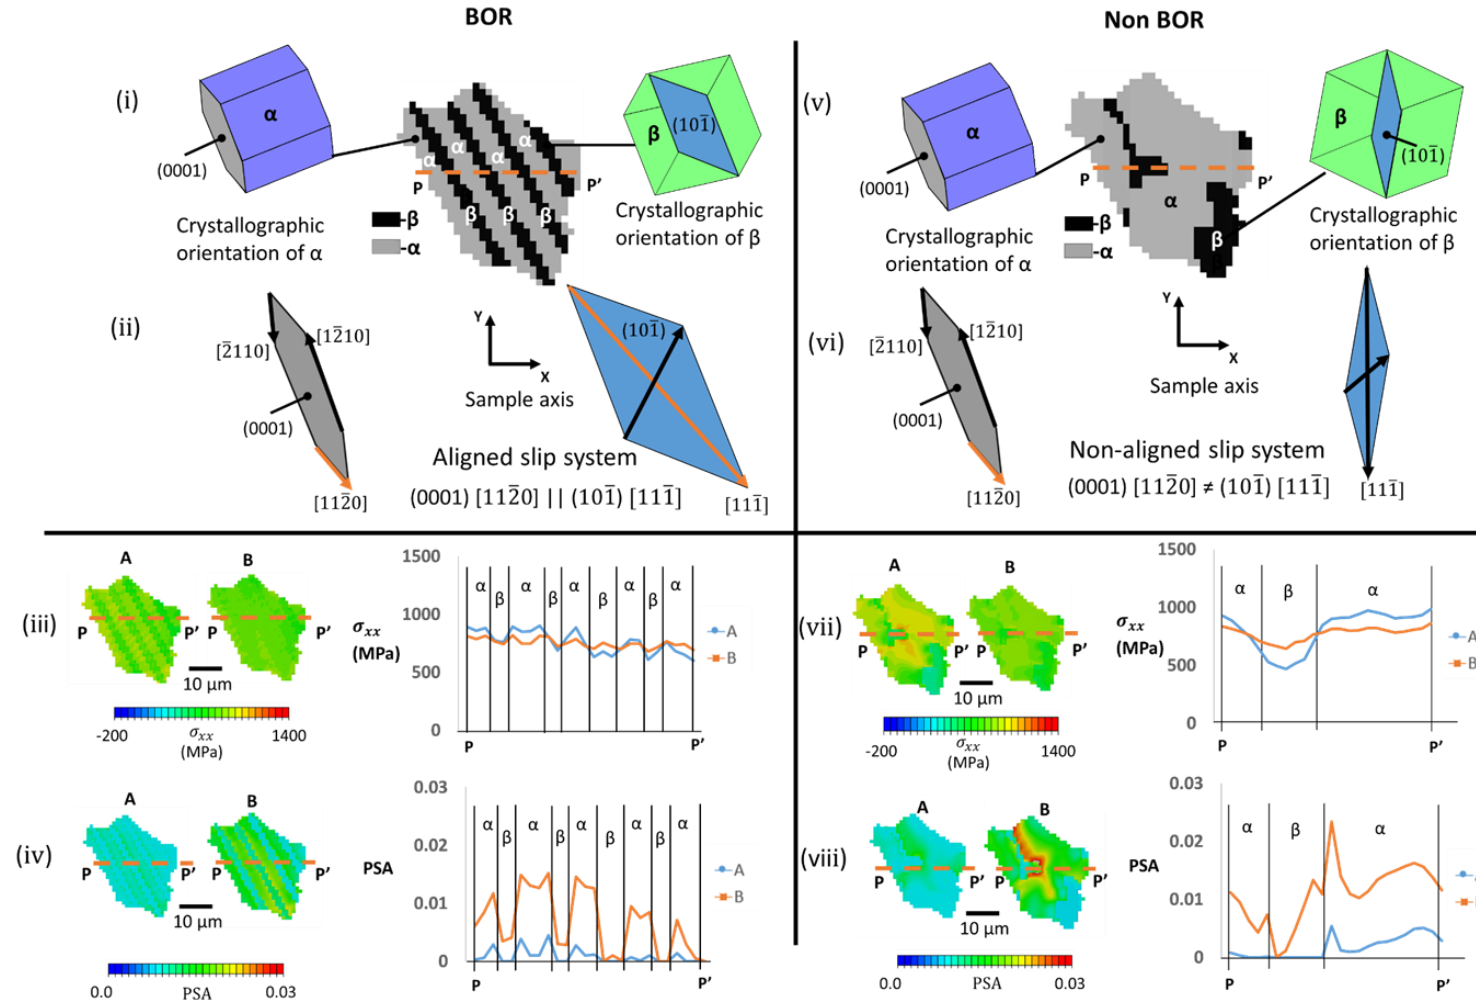 BOR
(i)
α
(0001)
Crystallographic
orientation of α
α
α
α
α
β
β
β
P
P'
-β
-α
β
(101̅)
Crystallographic
orientation of β
(ii)
[2̅110]
[12̅10]
(0001)
[112̅0]
Y
X
Sample axis
(101̅)
[111̅]
Aligned slip system
(0001) [112̅0] || (101̅) [111̅]
Non BOR
(v)
α
(0001)
Crystallographic
orientation of α
P
P'
α
β
-β
-α
β
(101̅)
Crystallographic
orientation of β
(vi)
[2̅110]
[12̅10]
(0001)
[112̅0]
Y
X
Sample axis
[111̅]
Non-aligned slip system
(0001) [112̅0] ≠ (101̅) [111̅]
(iii)
A
B
P
P'
P'
10 μm
-200
σxx
1400
(MPa)
σxx
(MPa)
1500
1000
500
0
α
β
α
β
α
β
α
β
α
P
P'
A
B
(iv)
A
B
P
P'
P'
10 μm
0.0
PSA
0.03
PSA
0.03
0.02
0.01
0
α
β
α
β
α
β
α
β
α
P
P'
A
B
(vii)
A
B
P
P'
P'
10 μm
-200
σxx
1400
(MPa)
σxx
(MPa)
1500
1000
500
0
α
β
α
P
P'
A
B
(viii)
A
B
P
P'
P'
10 μm
0.0
PSA
0.03
PSA
0.03
0.02
0.01
0
α
β
α
P
P'